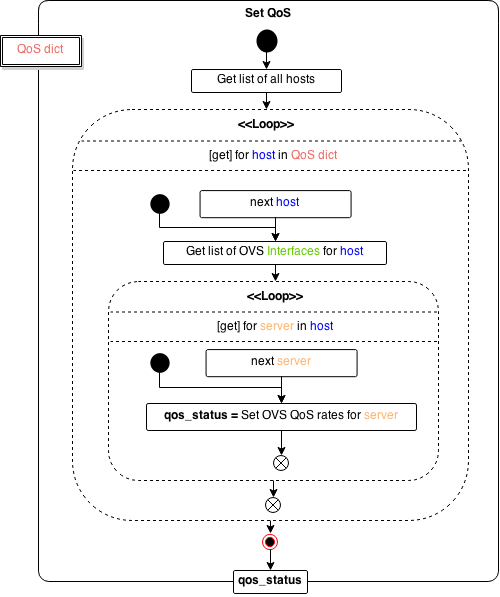 Set QoS
QoS dict
Get list of all hosts
<<Loop>>
[get] for host in QoS dict
next host
Get list of OVS Interfaces for host
<<Loop>>
[get] for server in host
next server
qos_status = Set OVS QoS rates for server
qos_status